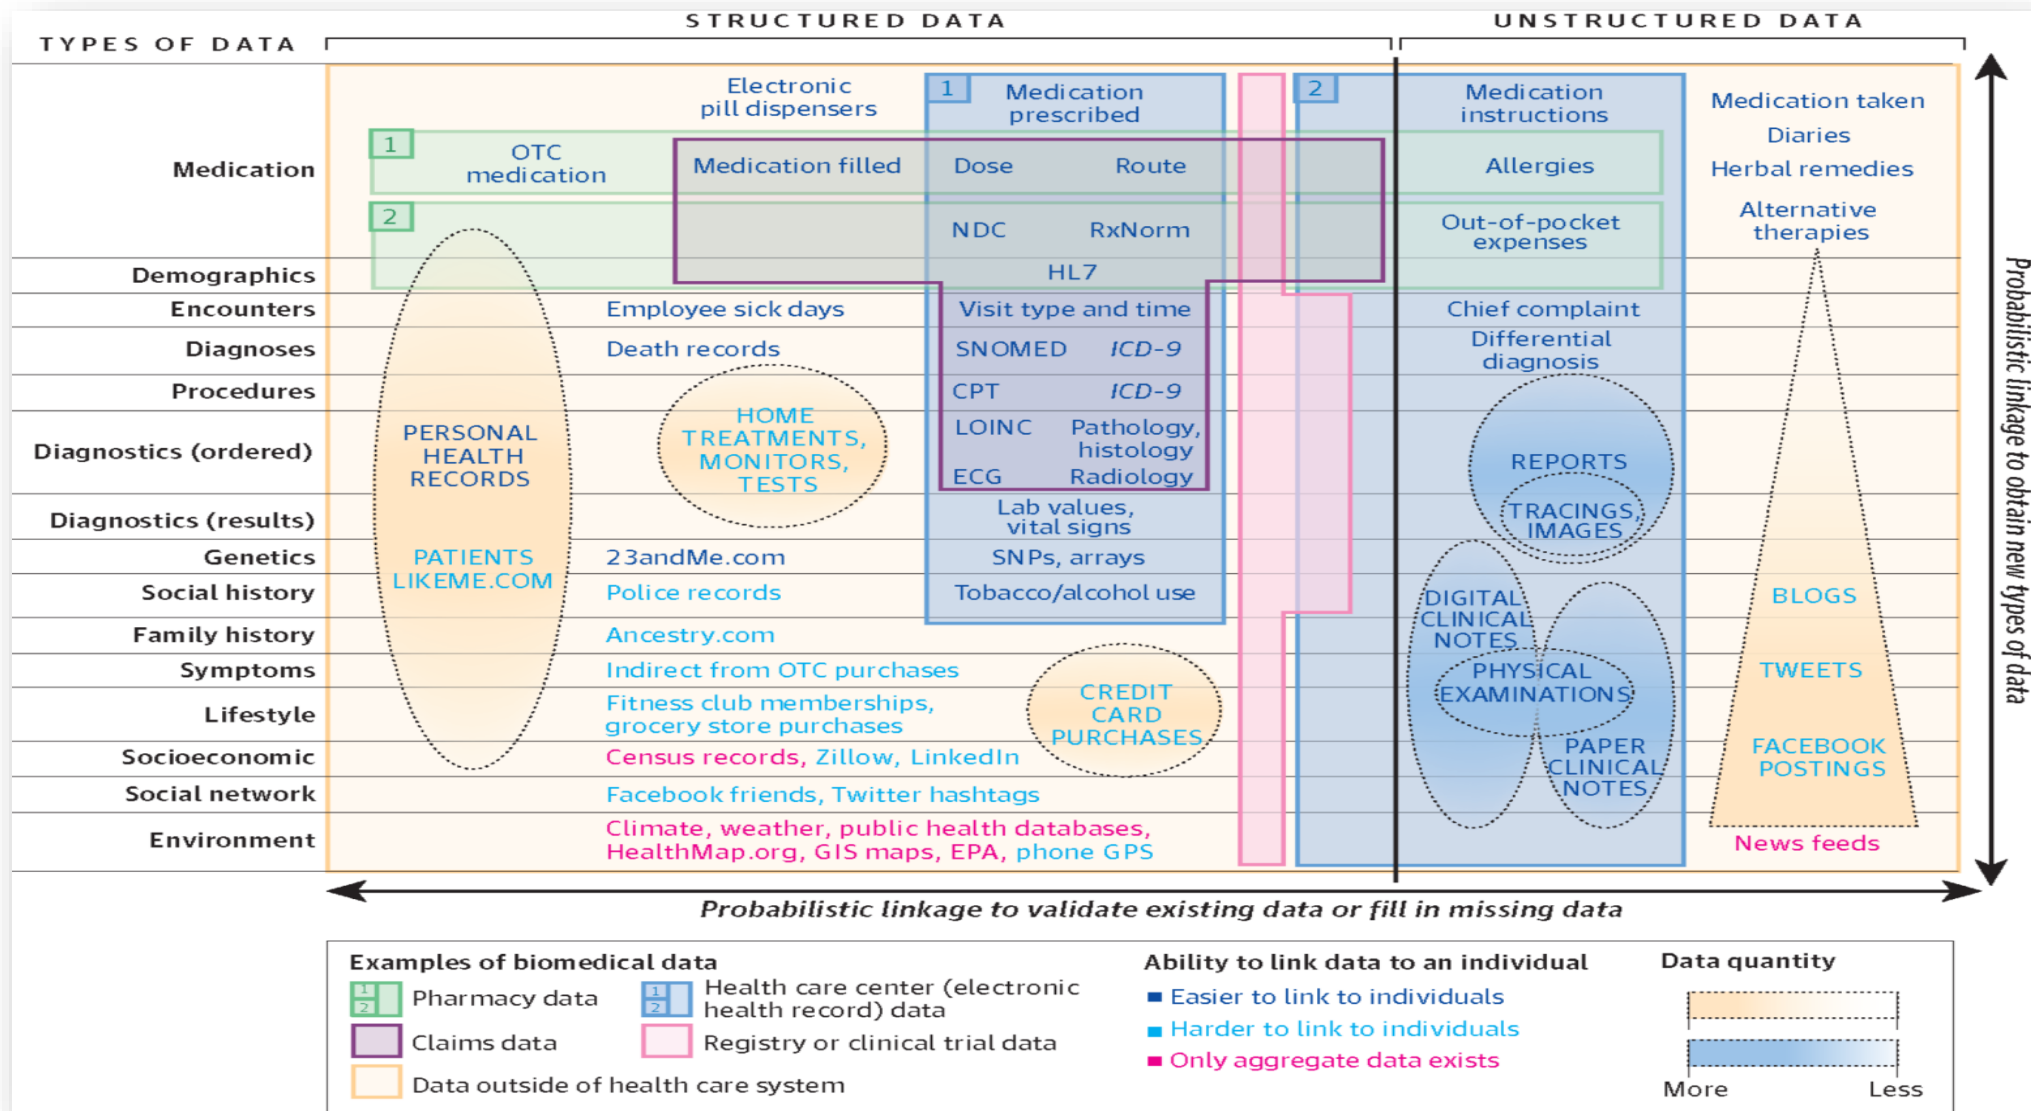 STRUCTURED DATA
UNSTRUCTURED DATA
TYPES OF DATA
Electronic
pill dispensers
1
Medication
prescribed
2
Medication
instructions
Medication taken
Diaries
Medication
1
OTC
medication
Medication filled
Dose
Route
Allergies
Herbal remedies
2
NDC
RxNorm
Out-of-pocket
expenses
Alternative
therapies
Demographics
HL7
Encounters
Employee sick days
Visit type and time
Chief complaint
Diagnoses
Death records
SNOMED
ICD-9
Differential
diagnosis
Procedures
CPT
ICD-9
Diagnostics (ordered)
PERSONAL
HEALTH
RECORDS
HOME
TREATMENTS,
MONITORS,
TESTS
LOINC
Pathology,
histology
ECG
Radiology
REPORTS
Diagnostics (results)
Lab values,
vital signs
TRACINGS,
IMAGES
Genetics
PATIENTS
LIKEME.COM
23andMe.com
SNPs, arrays
Social history
Police records
Tobacco/alcohol use
DIGITAL
CLINICAL
NOTES
BLOGS
Family history
Ancestry.com
Symptoms
Indirect from OTC purchases
PHYSICAL
EXAMINATIONS
TWEETS
Lifestyle
Fitness club memberships,
grocery store purchases
CREDIT
CARD
PURCHASES
Socioeconomic
Census records, Zillow, LinkedIn
PAPER
CLINICAL
NOTES
FACEBOOK
POSTINGS
Social network
Facebook friends, Twitter hashtags
Environment
Climate, weather, public health databases,
HealthMap.org, GIS maps, EPA, phone GPS
News feeds
Probabilistic linkage to obtain new types of data
Probabilistic linkage to validate existing data or fill in missing data
Examples of biomedical data
1
2
Pharmacy data
1
2
Health care center (electronic
health record) data
Claims data
Registry or clinical trial data
Data outside of health care system
Ability to link data to an individual
Easier to link to individuals
Harder to link to individuals
Only aggregate data exists
Data quantity
More
Less